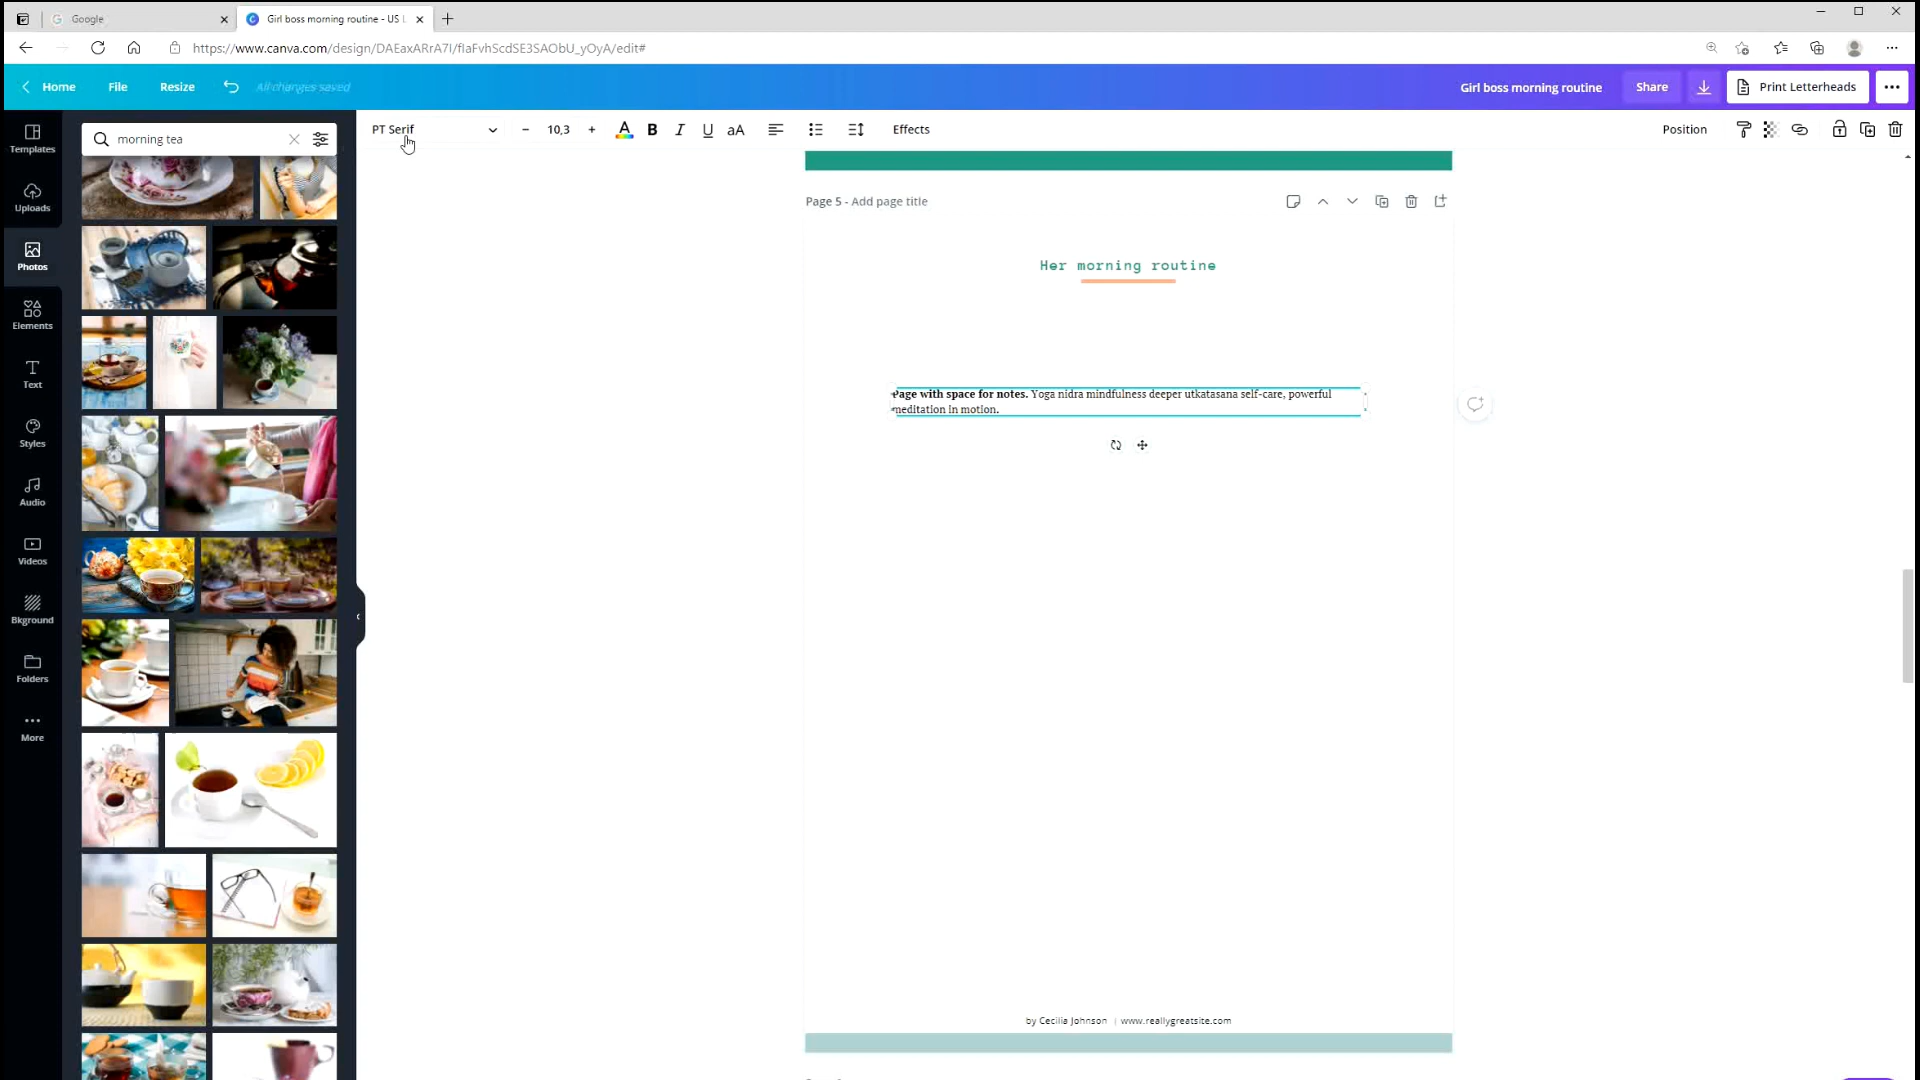 Google
Girl boss morning routine - US L
https://www.canva.com/design/DAEaxARrA7I/flaFvhScdSE3SAObU_yOyA/edit#
Home
File
Resize
All changes saved
Girl boss morning routine
Share
Print Letterheads
Templates
Uploads
Photos
Elements
Text
Styles
Audio
Videos
Bkground
Folders
More
morning tea
PT Serif
10,3
A
B
I
U
aA
Effects
Position
Page 5 - Add page title
Her morning routine
Page with space for notes. Yoga nidra mindfulness deeper utkatasana self-care, powerful
meditation in motion.
by Cecilia Johnson | www.reallygreatsite.com